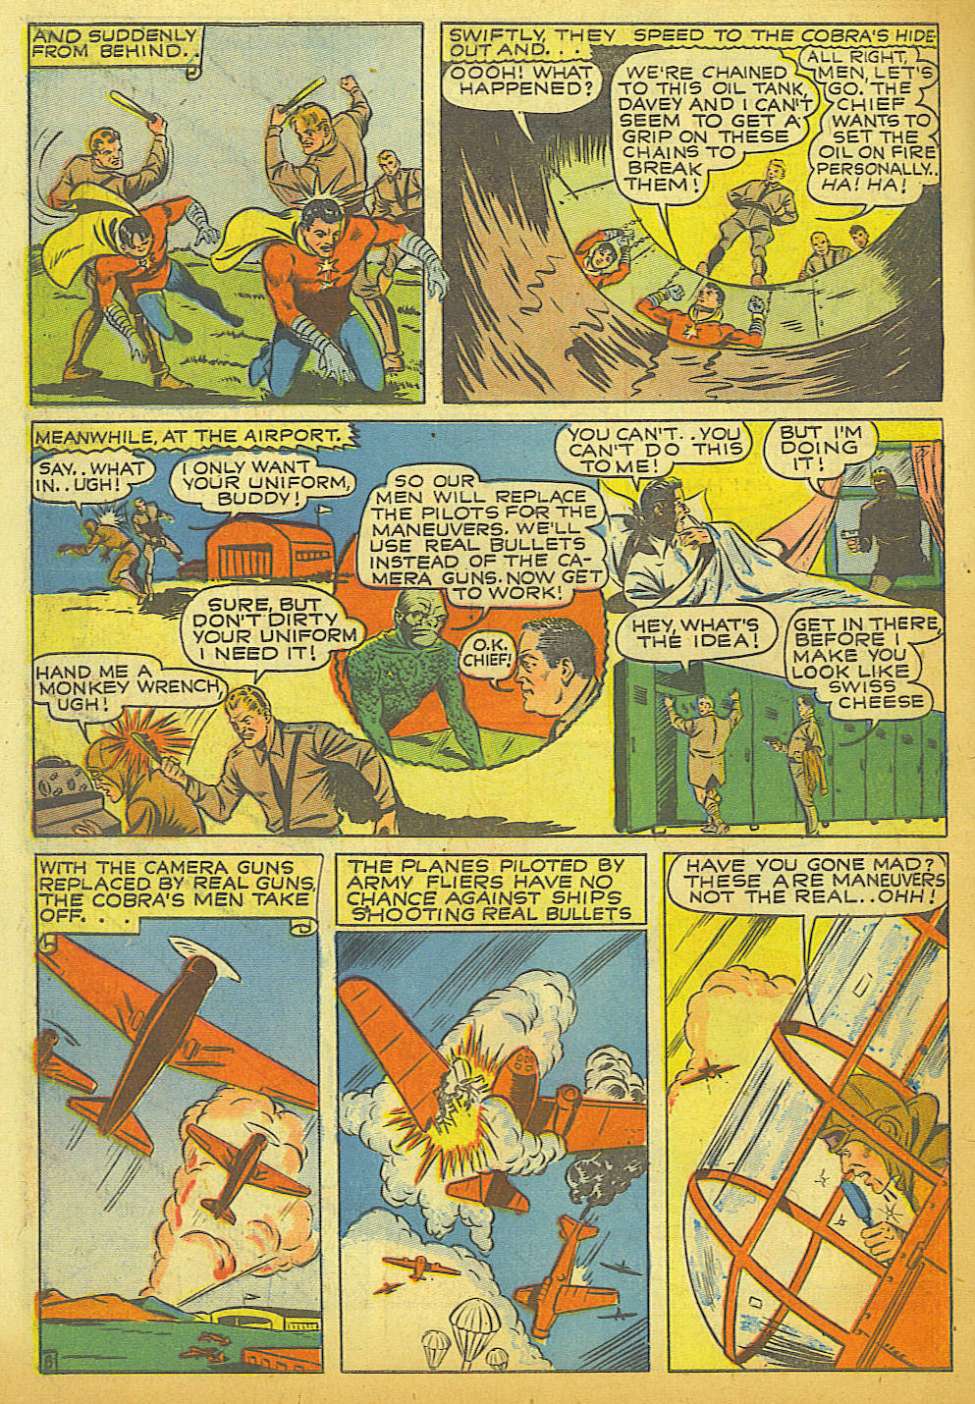 AND SUDDENLY
FROM BEHIND..
SWIFTLY, THEY SPEED TO THE COBRA'S HIDE
OUT AND...
OOOH! WHAT
HAPPENED?
WE'RE CHAINED
TO THIS OIL TANK,
DAVEY AND I CAN'T
SEEM TO GET A
GRIP ON THESE
CHAINS TO
BREAK
THEM!
ALL RIGHT,
MEN, LET'S
GO. THE
CHIEF
WANTS TO
SET THE
OIL ON FIRE
PERSONALLY..
HA! HA!
MEANWHILE, AT THE AIRPORT.
SAY..WHAT
IN..UGH!
I ONLY WANT
YOUR UNIFORM,
BUDDY!
SO OUR
MEN WILL REPLACE
THE PILOTS FOR THE
MANEUVERS. WE'LL
USE REAL BULLETS
INSTEAD OF THE CA-
MERA GUNS. NOW GET
TO WORK!
O.K.
CHIEF!
YOU CAN'T..YOU
CAN'T DO THIS
TO ME!
BUT I'M
DOING
IT!
HAND ME A
MONKEY WRENCH,
UGH!
SURE, BUT
DON'T DIRTY
YOUR UNIFORM
I NEED IT!
HEY, WHAT'S
THE IDEA!
GET IN THERE,
BEFORE I
MAKE YOU
LOOK LIKE
SWISS
CHEESE
WITH THE CAMERA GUNS
REPLACED BY REAL GUNS,
THE COBRA'S MEN TAKE
OFF....
8
THE PLANES PILOTED BY
ARMY FLIERS HAVE NO
CHANCE AGAINST SHIPS
SHOOTING REAL BULLETS
HAVE YOU GONE MAD?
THESE ARE MANEUVERS
NOT THE REAL..OHH!